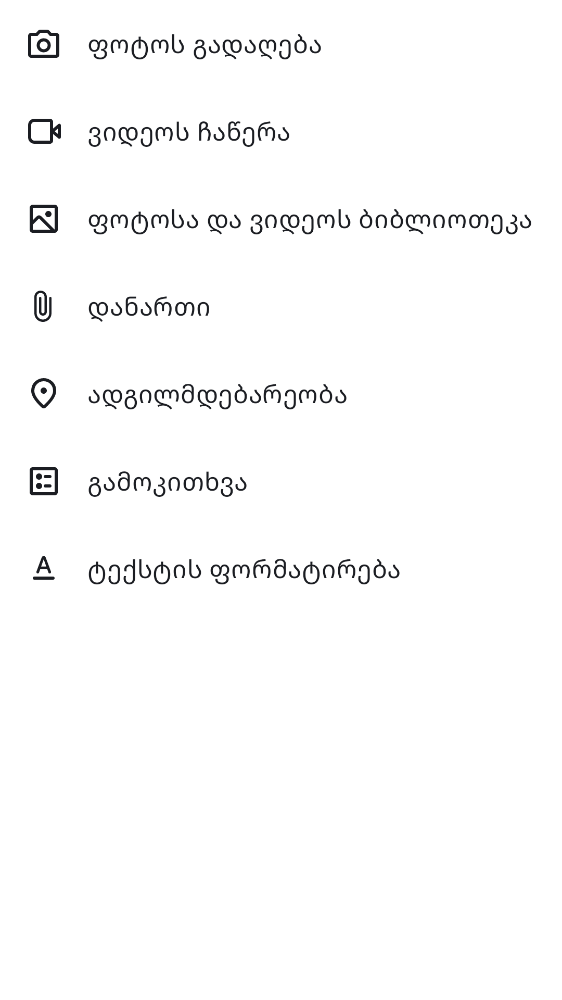 ფოტოს გადაღება
ვიდეოს ჩაწერა
ფოტოსა და ვიდეოს ბიბლიოთეკა
დანართი
ადგილმდებარეობა
გამოკითხვა
ტექსტის ფორმატირება